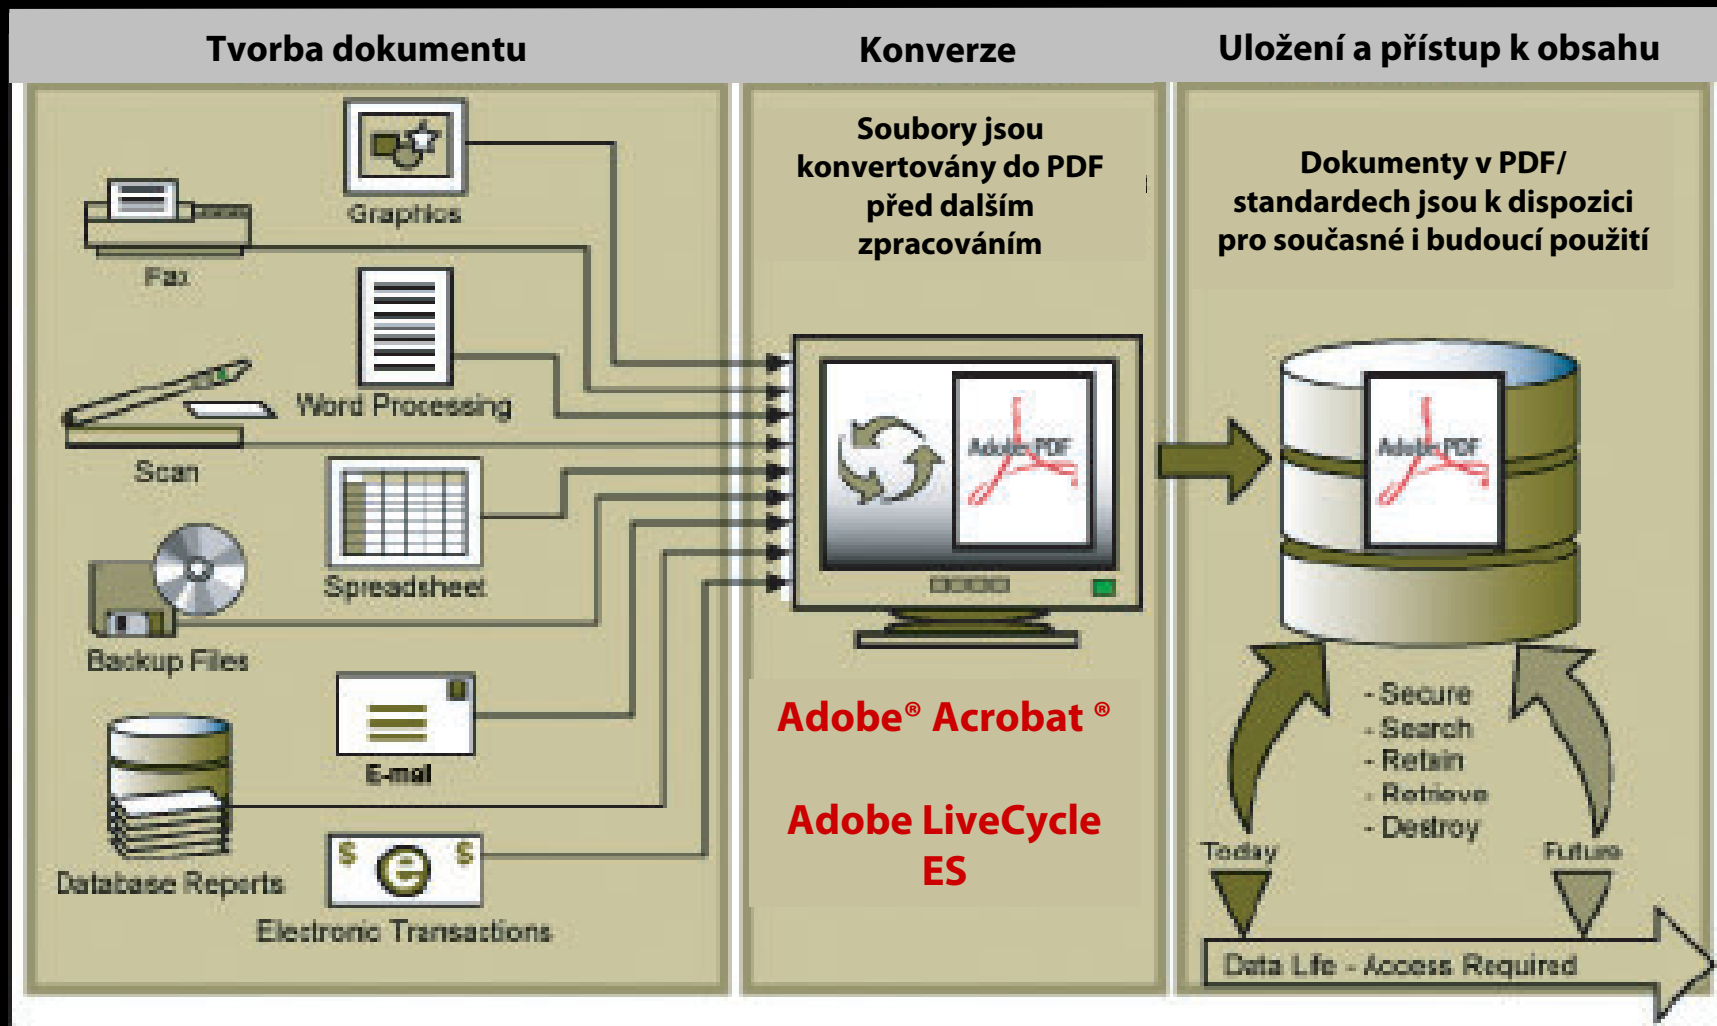 Tvorba dokumentu
Konverze
Uložení a přístup k obsahu
Graphics
Fax
Word Processing
Scan
Spreadsheet
Backup Files
E-mail
Database Reports
$ e $
Electronic Transactions
Soubory jsou
konvertovány do PDF
před dalším
zpracováním
Adobe PDF
Adobe® Acrobat ®
Adobe LiveCycle
ES
Dokumenty v PDF/
standardech jsou k dispozici
pro současné i budoucí použití
Adobe PDF
- Secure
- Search
- Retain
- Retrieve
- Destroy
Today
Future
Data Life - Access Required